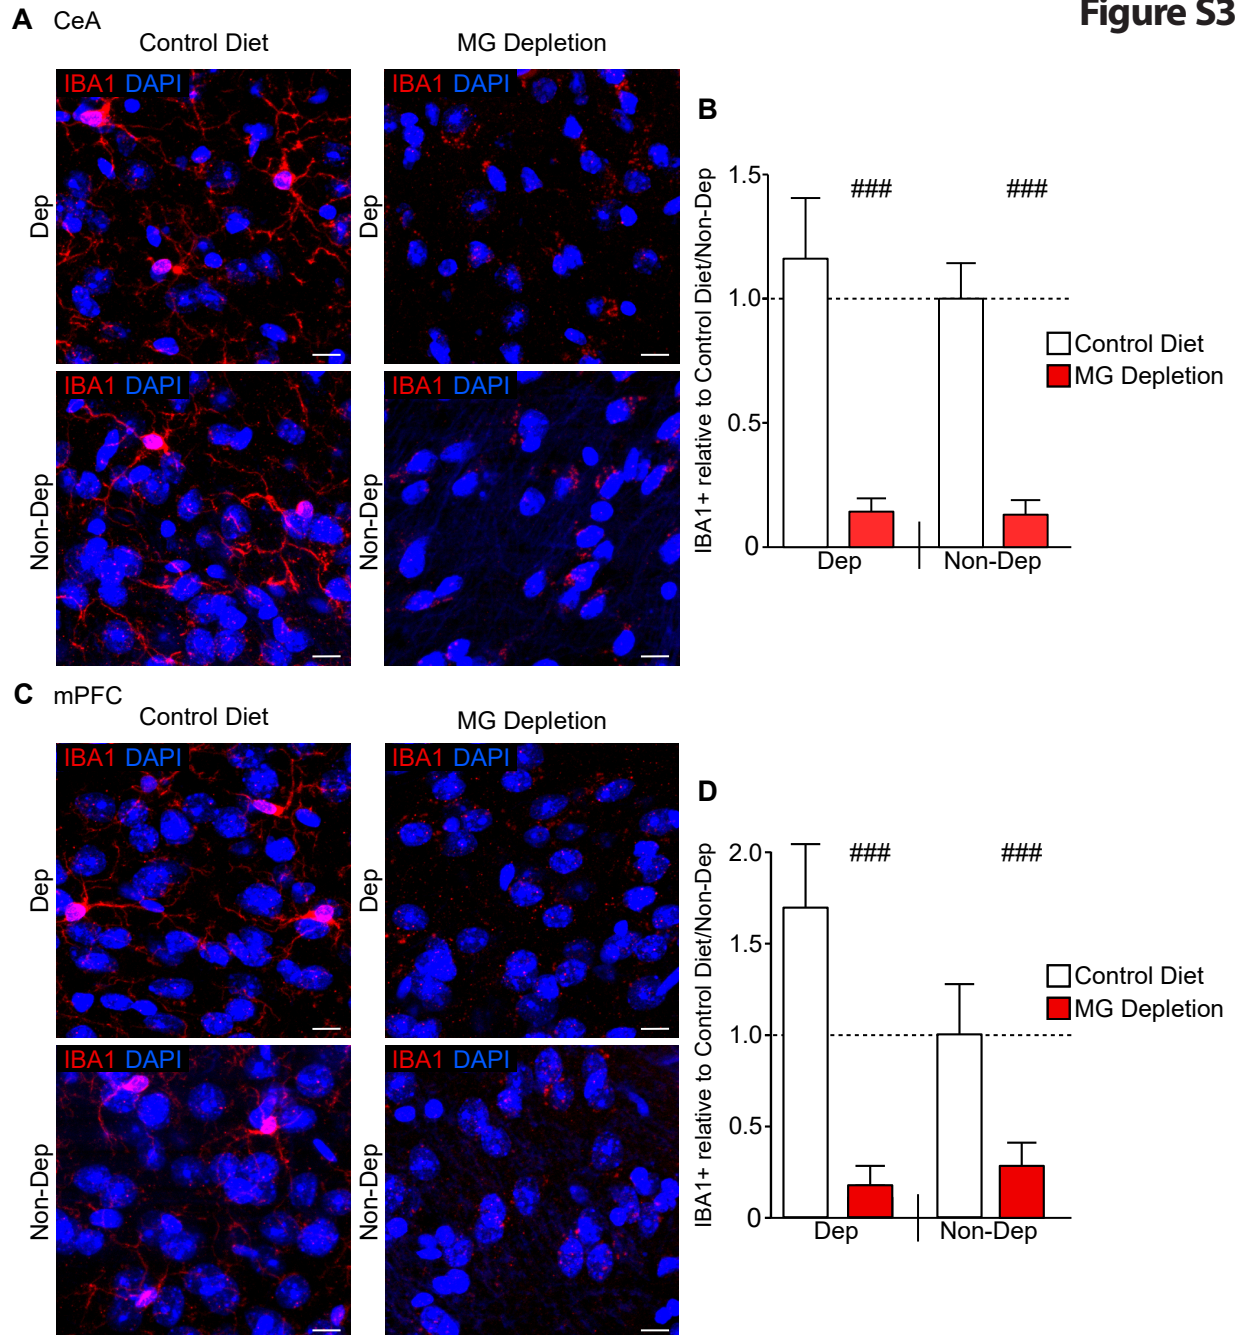 Figure S3
A CeA
Control Diet
MG Depletion
IBA1 DAPI
IBA1 DAPI
Dep
Dep
IBA1 DAPI
IBA1 DAPI
Non-Dep
Non-Dep
B
IBA1+ relative to Control Diet/Non-Dep
1.5
1.0
0.5
0
###
###
Control Diet
MG Depletion
Dep
Non-Dep
C mPFC
Control Diet
MG Depletion
IBA1 DAPI
IBA1 DAPI
Dep
Dep
IBA1 DAPI
IBA1 DAPI
Non-Dep
Non-Dep
D
IBA1+ relative to Control Diet/Non-Dep
2.0
1.5
1.0
0.5
0
###
###
Control Diet
MG Depletion
Dep
Non-Dep